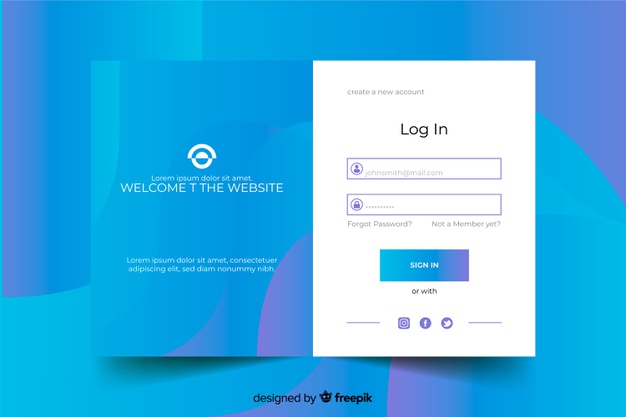 Lorem ipsum dolor sit amet.
WELCOME T THE WEBSITE
Lorem ipsum dolor sit amet, consectetuer
adipiscing elit, sed diam nonummy nibh.
create a new account
Log In
johnsmith@mail.com
----------
Forgot Password? Not a Member yet?
SIGN IN
or with
designed by freepik